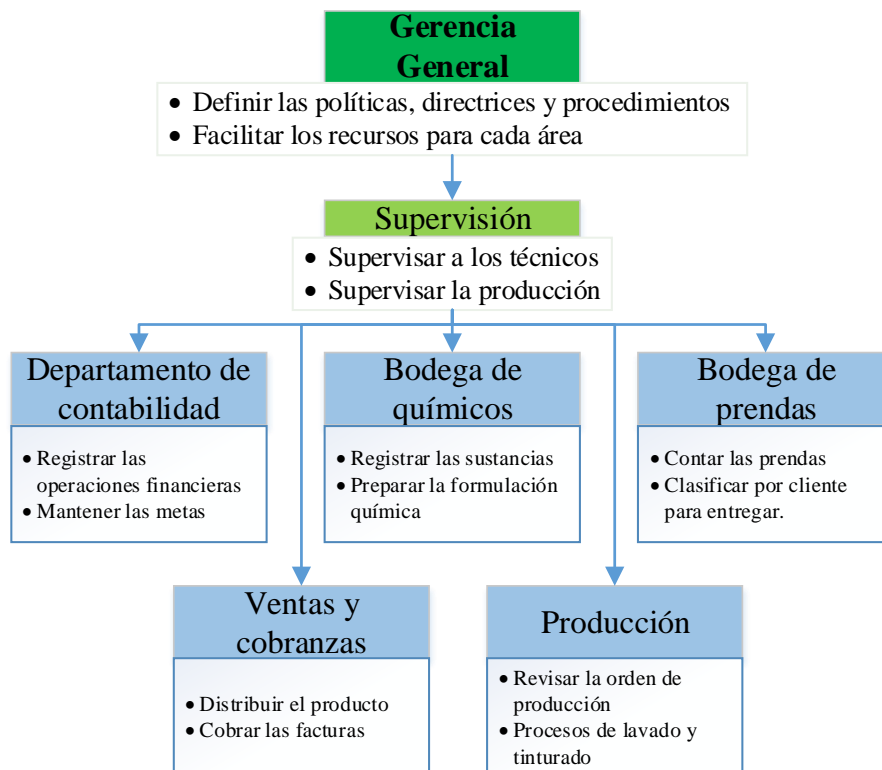 Gerencia
General
• Definir las políticas, directrices y procedimientos
• Facilitar los recursos para cada área
Supervisión
• Supervisar a los técnicos
• Supervisar la producción
Departamento de
contabilidad
• Registrar las
operaciones financieras
• Mantener las metas
Bodega de
químicos
• Registrar las sustancias
• Preparar la formulación
química
Bodega de
prendas
• Contar las prendas
• Clasificar por cliente
para entregar.
Ventas y
cobranzas
• Distribuir el producto
• Cobrar las facturas
Producción
• Revisar la orden de
producción
• Procesos de lavado y
tinturado